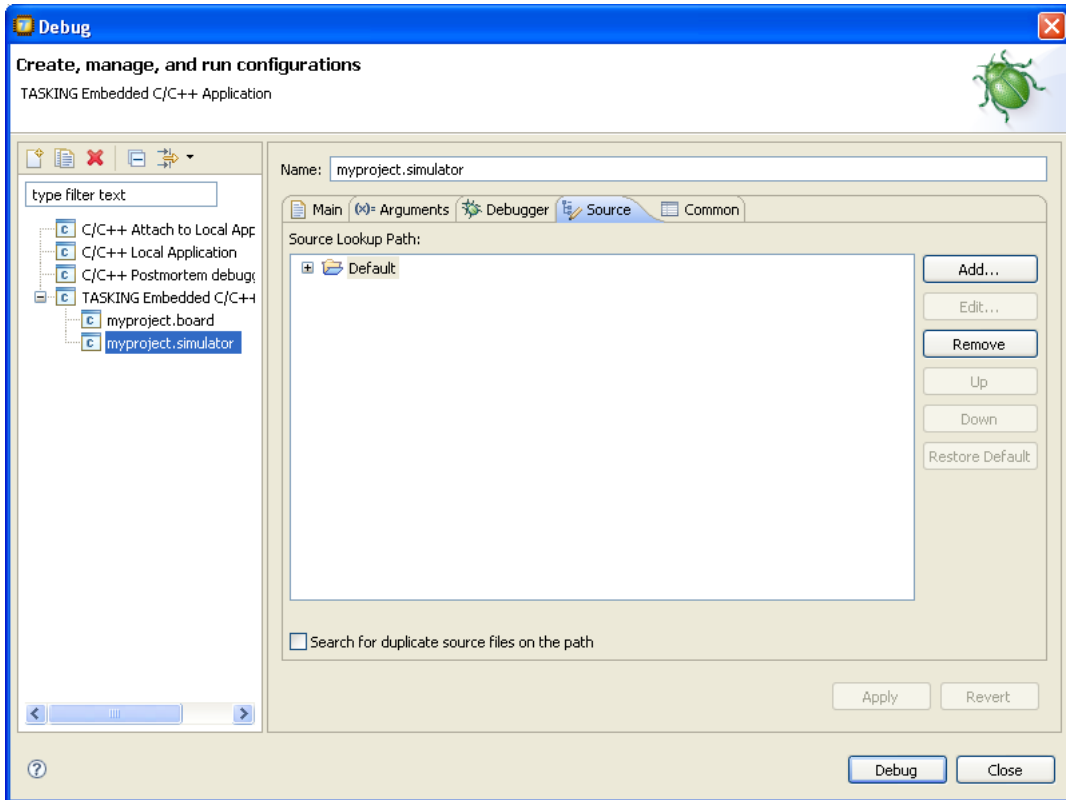 Debug
Create, manage, and run configurations
TASKING Embedded C/C++ Application
type filter text
C/C++ Attach to Local App
C/C++ Local Application
C/C++ Postmortem debugg
TASKING Embedded C/C++
myproject.board
myproject.simulator
Name: myproject.simulator
Main (x)= Arguments Debugger Source Common
Source Lookup Path:
Default
Add...
Edit...
Remove
Up
Down
Restore Default
Search for duplicate source files on the path
Apply Revert
? Debug Close